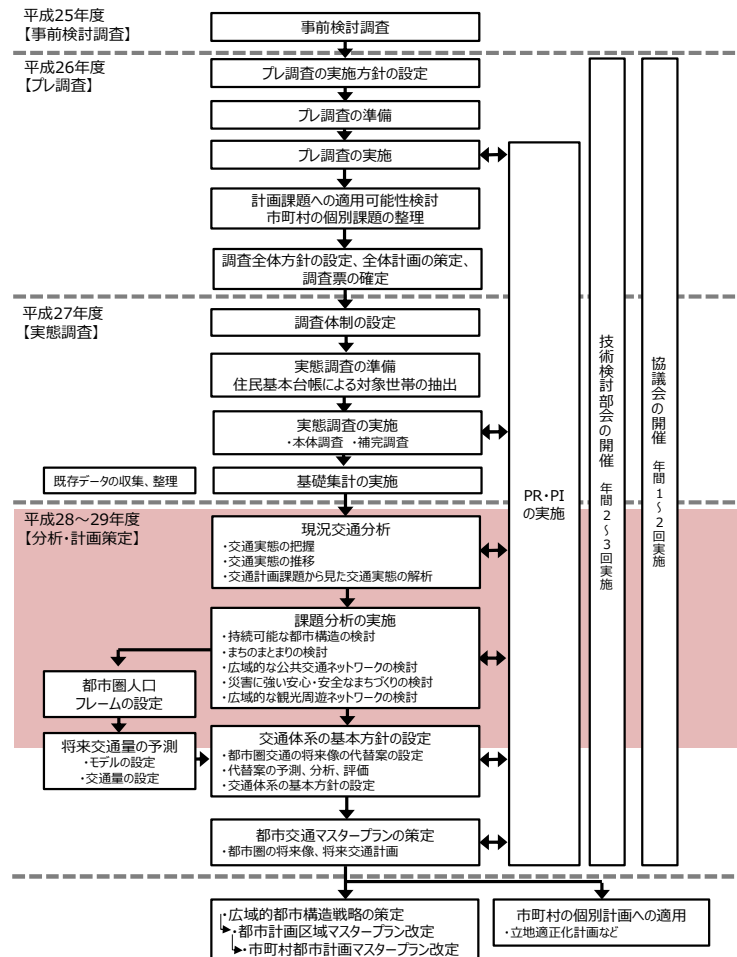 平成25年度
【事前検討調査】
事前検討調査
平成26年度
【プレ調査】
プレ調査の実施方針の設定
プレ調査の準備
プレ調査の実施
計画課題への適用可能性検討
市町村の個別課題の整理
調査全体方針の設定、全体計画の策定、
調査票の確定
平成27年度
【実態調査】
調査体制の設定
実態調査の準備
住民基本台帳による対象世帯の抽出
実態調査の実施
・本体調査 ・補完調査
既存データの収集、整理
基礎集計の実施
平成28～29年度
【分析・計画策定】
現況交通分析
・交通実態の把握
・交通実態の推移
・交通計画課題から見た交通実態の解析
課題分析の実施
・持続可能な都市構造の検討
・まちのまとまりの検討
・広域的な公共交通ネットワークの検討
・災害に強い安心・安全なまちづくりの検討
・広域的な観光周遊ネットワークの検討
都市圏人口
フレームの設定
将来交通量の予測
・モデルの設定
・交通量の設定
交通体系の基本方針の設定
・都市圏交通の将来像の代替案の設定
・代替案の予測、分析、評価
・交通体系の基本方針の設定
都市交通マスタープランの策定
・都市圏の将来像、将来交通計画
PR・PI
の実施
技術検討部会の開催 年間2～3回実施
協議会の開催 年間1～2回実施
・広域的都市構造戦略の策定
・都市計画区域マスタープラン改定
・市町村都市計画マスタープラン改定
市町村の個別計画への適用
・立地適正化計画など